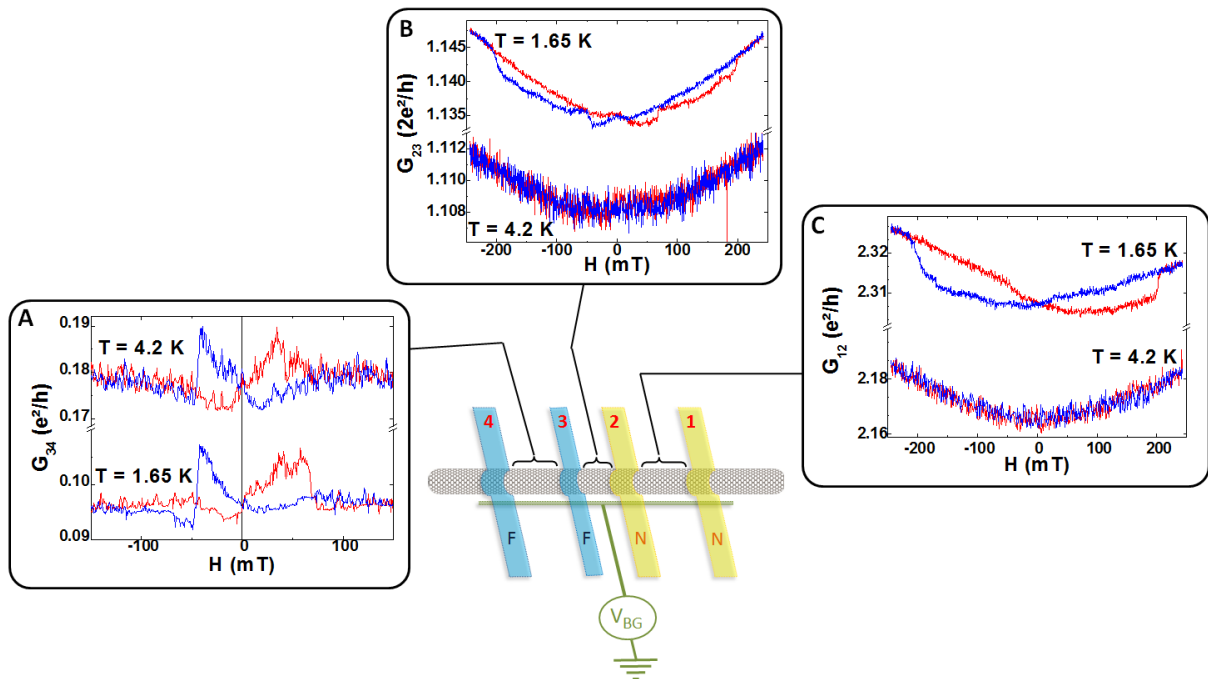 B
G23 (2e²/h)
1.145
1.140
1.135
1.112
1.110
1.108
T = 1.65 K
T = 4.2 K
-200 -100 0 100 200
H (mT)
C
G12 (e²/h)
2.32
2.31
2.18
2.16
T = 1.65 K
T = 4.2 K
-200 -100 0 100 200
H (mT)
A
G34 (e²/h)
0.19
0.18
0.17
0.10
0.09
T = 4.2 K
T = 1.65 K
-100 0 100
H (mT)
4 3 2 1
F F N N
VBG